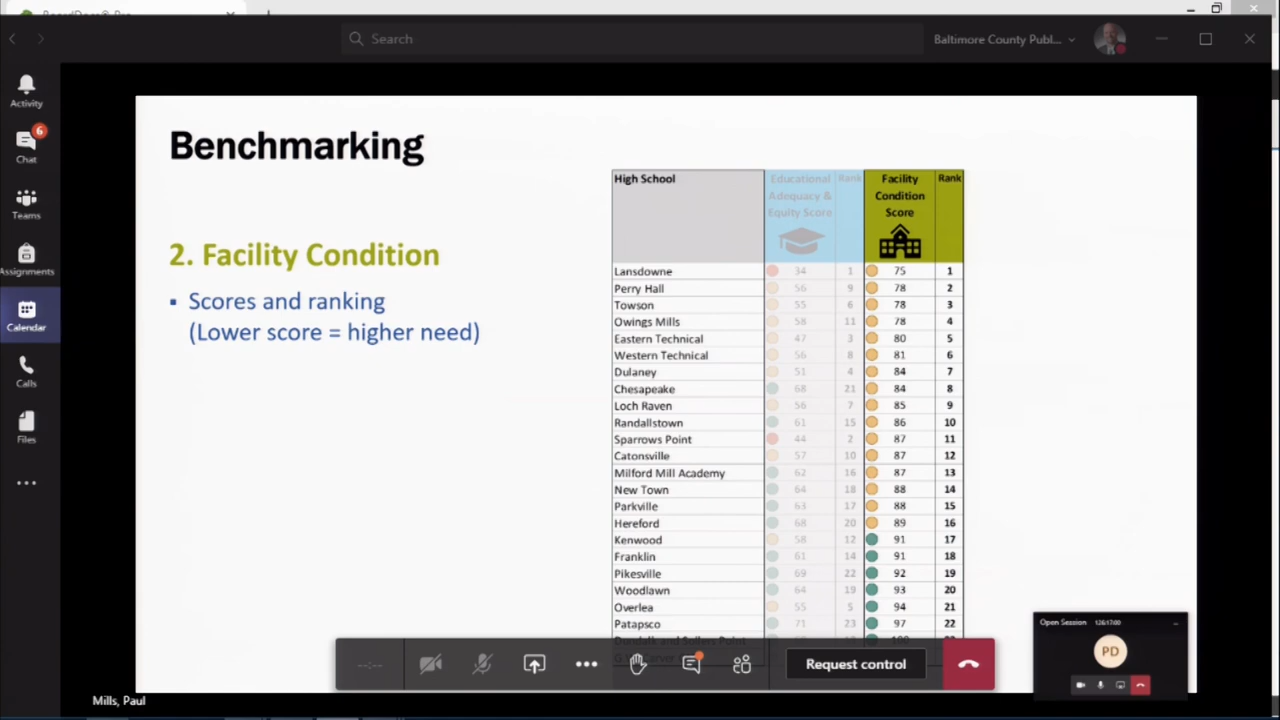 BoardDocs® Pro
Search
Baltimore County Publ...
Activity
6
Chat
Teams
Assignments
Calendar
Calls
Files
Benchmarking
2. Facility Condition
▪ Scores and ranking
(Lower score = higher need)
High School Educational Adequacy & Equity Score Rank Facility Condition Score Rank
Lansdowne 34 1 75 1
Perry Hall 56 9 78 2
Towson 55 6 78 3
Owings Mills 58 11 78 4
Eastern Technical 47 3 80 5
Western Technical 56 8 81 6
Dulaney 51 4 84 7
Chesapeake 68 21 84 8
Loch Raven 56 7 85 9
Randallstown 61 15 86 10
Sparrows Point 44 2 87 11
Catonsville 57 10 87 12
Milford Mill Academy 62 16 87 13
New Town 64 18 88 14
Parkville 63 17 88 15
Hereford 68 20 89 16
Kenwood 58 12 91 17
Franklin 61 14 91 18
Pikesville 69 22 92 19
Woodlawn 64 19 93 20
Overlea 55 5 94 21
Patapsco 71 23 97 22
--:--
Request control
Open Session
PD
Mills, Paul